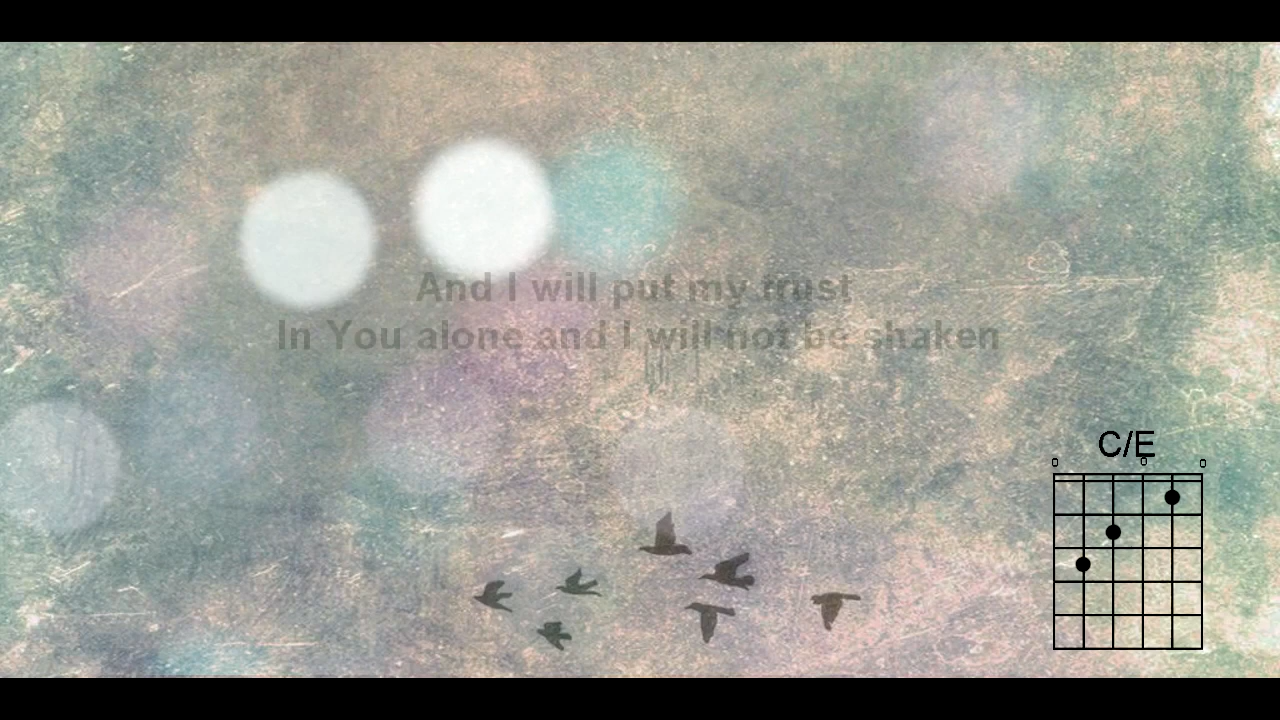 And I will put my trust
In You alone and I will not be shaken
C/E
o o o